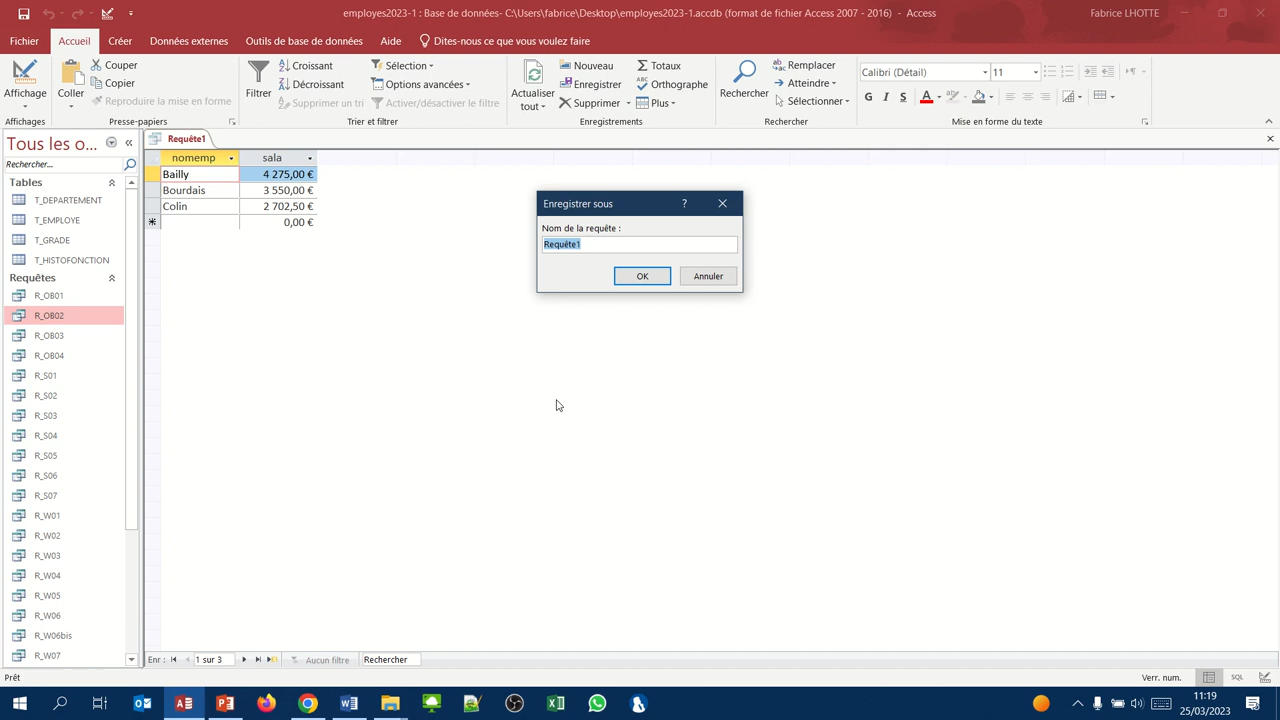 employes2023-1 : Base de données- C:\Users\fabrice\Desktop\employes2023-1.accdb (format de fichier Access 2007 - 2016) - Access
Fabrice LHOTTE
Fichier Accueil Créer Données externes Outils de base de données Aide Dites-nous ce que vous voulez faire
Affichage
Affichages
Coller
Couper
Copier
Reproduire la mise en forme
Presse-papiers
Filtrer
Croissant
Décroissant
Supprimer un tri
Sélection
Options avancées
Activer/désactiver le filtre
Trier et filtrer
Actualiser
tout
Nouveau
Enregistrer
Supprimer
Totaux
Orthographe
Plus
Enregistrements
Rechercher
Remplacer
Atteindre
Sélectionner
Rechercher
Calibri (Détail) 11
G I S
Mise en forme du texte
Tous les o...
Rechercher...
Tables
T_DEPARTEMENT
T_EMPLOYE
T_GRADE
T_HISTOFONCTION
Requêtes
R_OB01
R_OB02
R_OB03
R_OB04
R_S01
R_S02
R_S03
R_S04
R_S05
R_S06
R_S07
R_W01
R_W02
R_W03
R_W04
R_W05
R_W06
R_W06bis
R_W07
Requête1
nomemp sala
Bailly 4 275,00 €
Bourdais 3 550,00 €
Colin 2 702,50 €
0,00 €
Enregistrer sous ?
Nom de la requête :
Requête1
OK Annuler
Enr : 1 sur 3 Aucun filtre Rechercher
Prêt
Verr. num.
SQL
11:19
25/03/2023